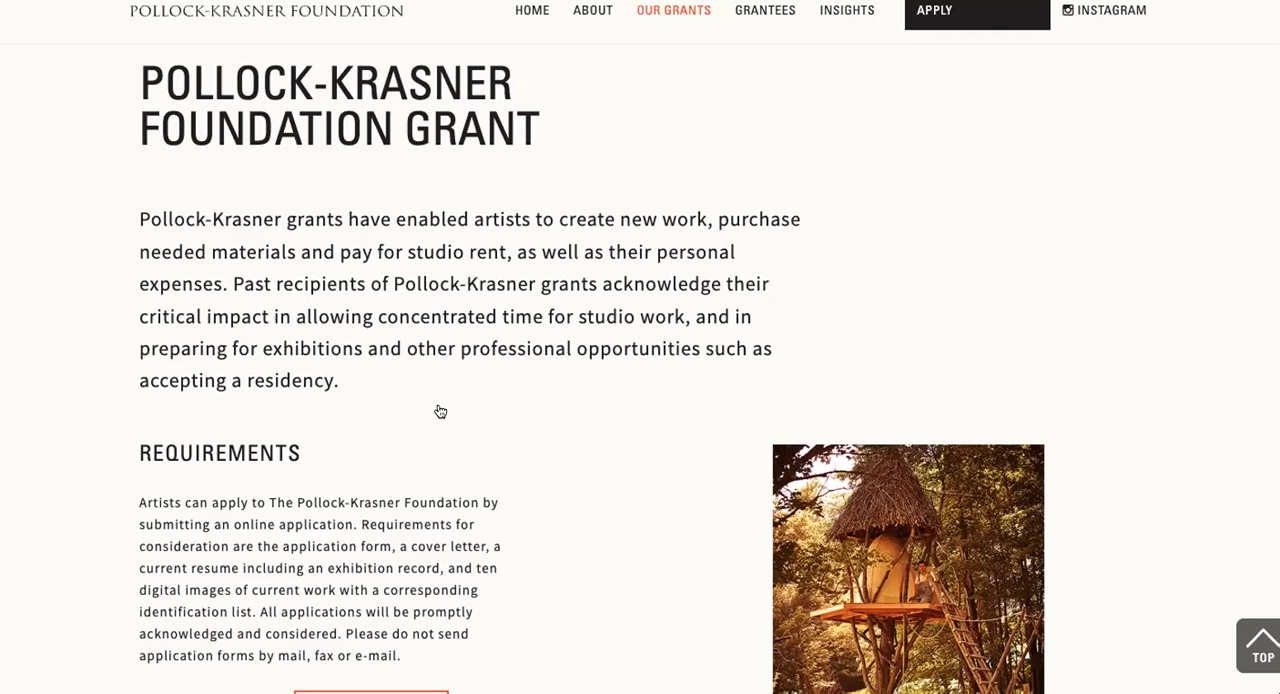 POLLOCK-KRASNER FOUNDATION
HOME ABOUT OUR GRANTS GRANTEES INSIGHTS APPLY INSTAGRAM
POLLOCK-KRASNER
FOUNDATION GRANT
Pollock-Krasner grants have enabled artists to create new work, purchase
needed materials and pay for studio rent, as well as their personal
expenses. Past recipients of Pollock-Krasner grants acknowledge their
critical impact in allowing concentrated time for studio work, and in
preparing for exhibitions and other professional opportunities such as
accepting a residency.
REQUIREMENTS
Artists can apply to The Pollock-Krasner Foundation by
submitting an online application. Requirements for
consideration are the application form, a cover letter, a
current resume including an exhibition record, and ten
digital images of current work with a corresponding
identification list. All applications will be promptly
acknowledged and considered. Please do not send
application forms by mail, fax or e-mail.
TOP